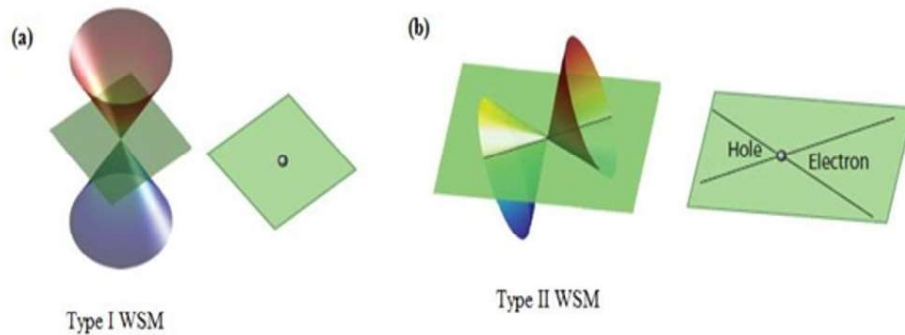 (a)
Type I WSM
(b)
Hole
Electron
Type II WSM